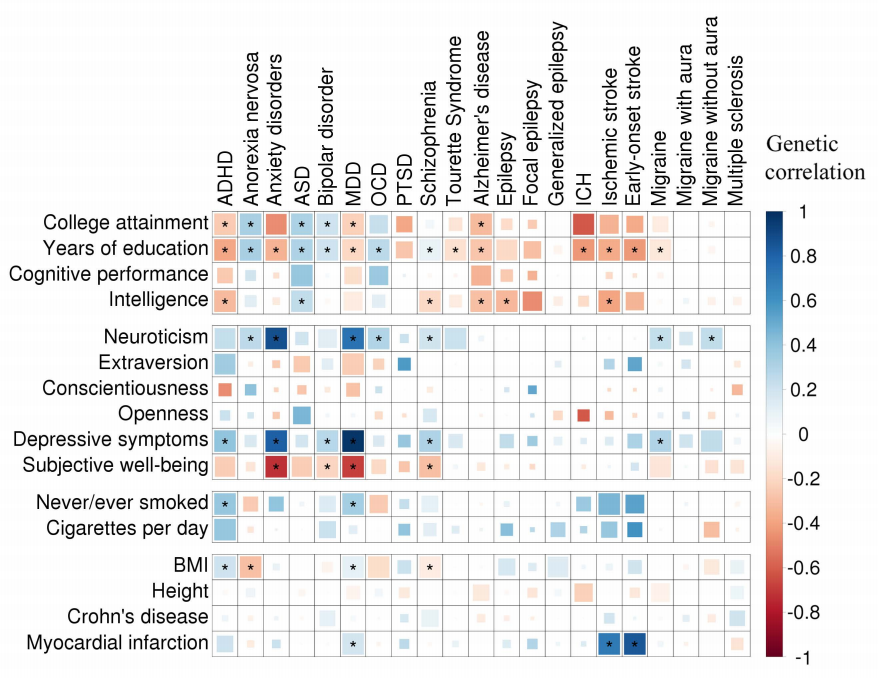 ADHD
Anorexia nervosa
Anxiety disorders
ASD
Bipolar disorder
MDD
OCD
PTSD
Schizophrenia
Tourette Syndrome
Alzheimer's disease
Epilepsy
Focal epilepsy
Generalized epilepsy
ICH
Ischemic stroke
Early-onset stroke
Migraine
Migraine with aura
Migraine without aura
Multiple sclerosis
College attainment * * * * * *
Years of education * * * * * * * * * * * * * * *
Cognitive performance
Intelligence * * * * * *
Neuroticism * * * * * * *
Extraversion
Conscientiousness
Openness
Depressive symptoms * * * * * *
Subjective well-being * * * *
Never/ever smoked * *
Cigarettes per day
BMI * * * *
Height
Crohn's disease
Myocardial infarction * * *
Genetic
correlation
1
0.8
0.6
0.4
0.2
0
-0.2
-0.4
-0.6
-0.8
-1